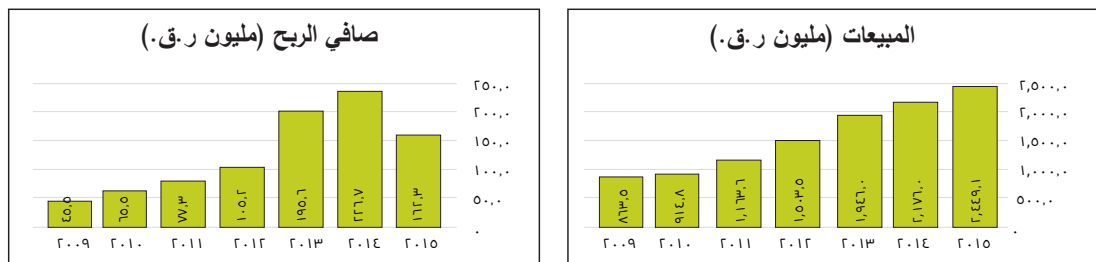 المبيعات (مليون ر.ق.)
٢,٥٠٠,٠
٢,٠٠٠,٠
١,٥٠٠,٠
١,٠٠٠,٠
٥٠٠,٠
٠
٨٦٣,٥ ٩١٤,٨ ١,١٦٣,٦ ١,٥٠٣,٥ ١,٩٤٦,٠ ٢,١٧٦,٠ ٢,٤٤٩,١
٢٠٠٩ ٢٠١٠ ٢٠١١ ٢٠١٢ ٢٠١٣ ٢٠١٤ ٢٠١٥
صافي الربح (مليون ر.ق.)
٢٥٠,٠
٢٠٠,٠
١٥٠,٠
١٠٠,٠
٥٠,٠
٠
٤٥,٥ ٦٥,٥ ٧٧,٣ ١٠٥,٢ ١٩٥,٦ ٢٢٦,٧ ١٦٢,٣
٢٠٠٩ ٢٠١٠ ٢٠١١ ٢٠١٢ ٢٠١٣ ٢٠١٤ ٢٠١٥